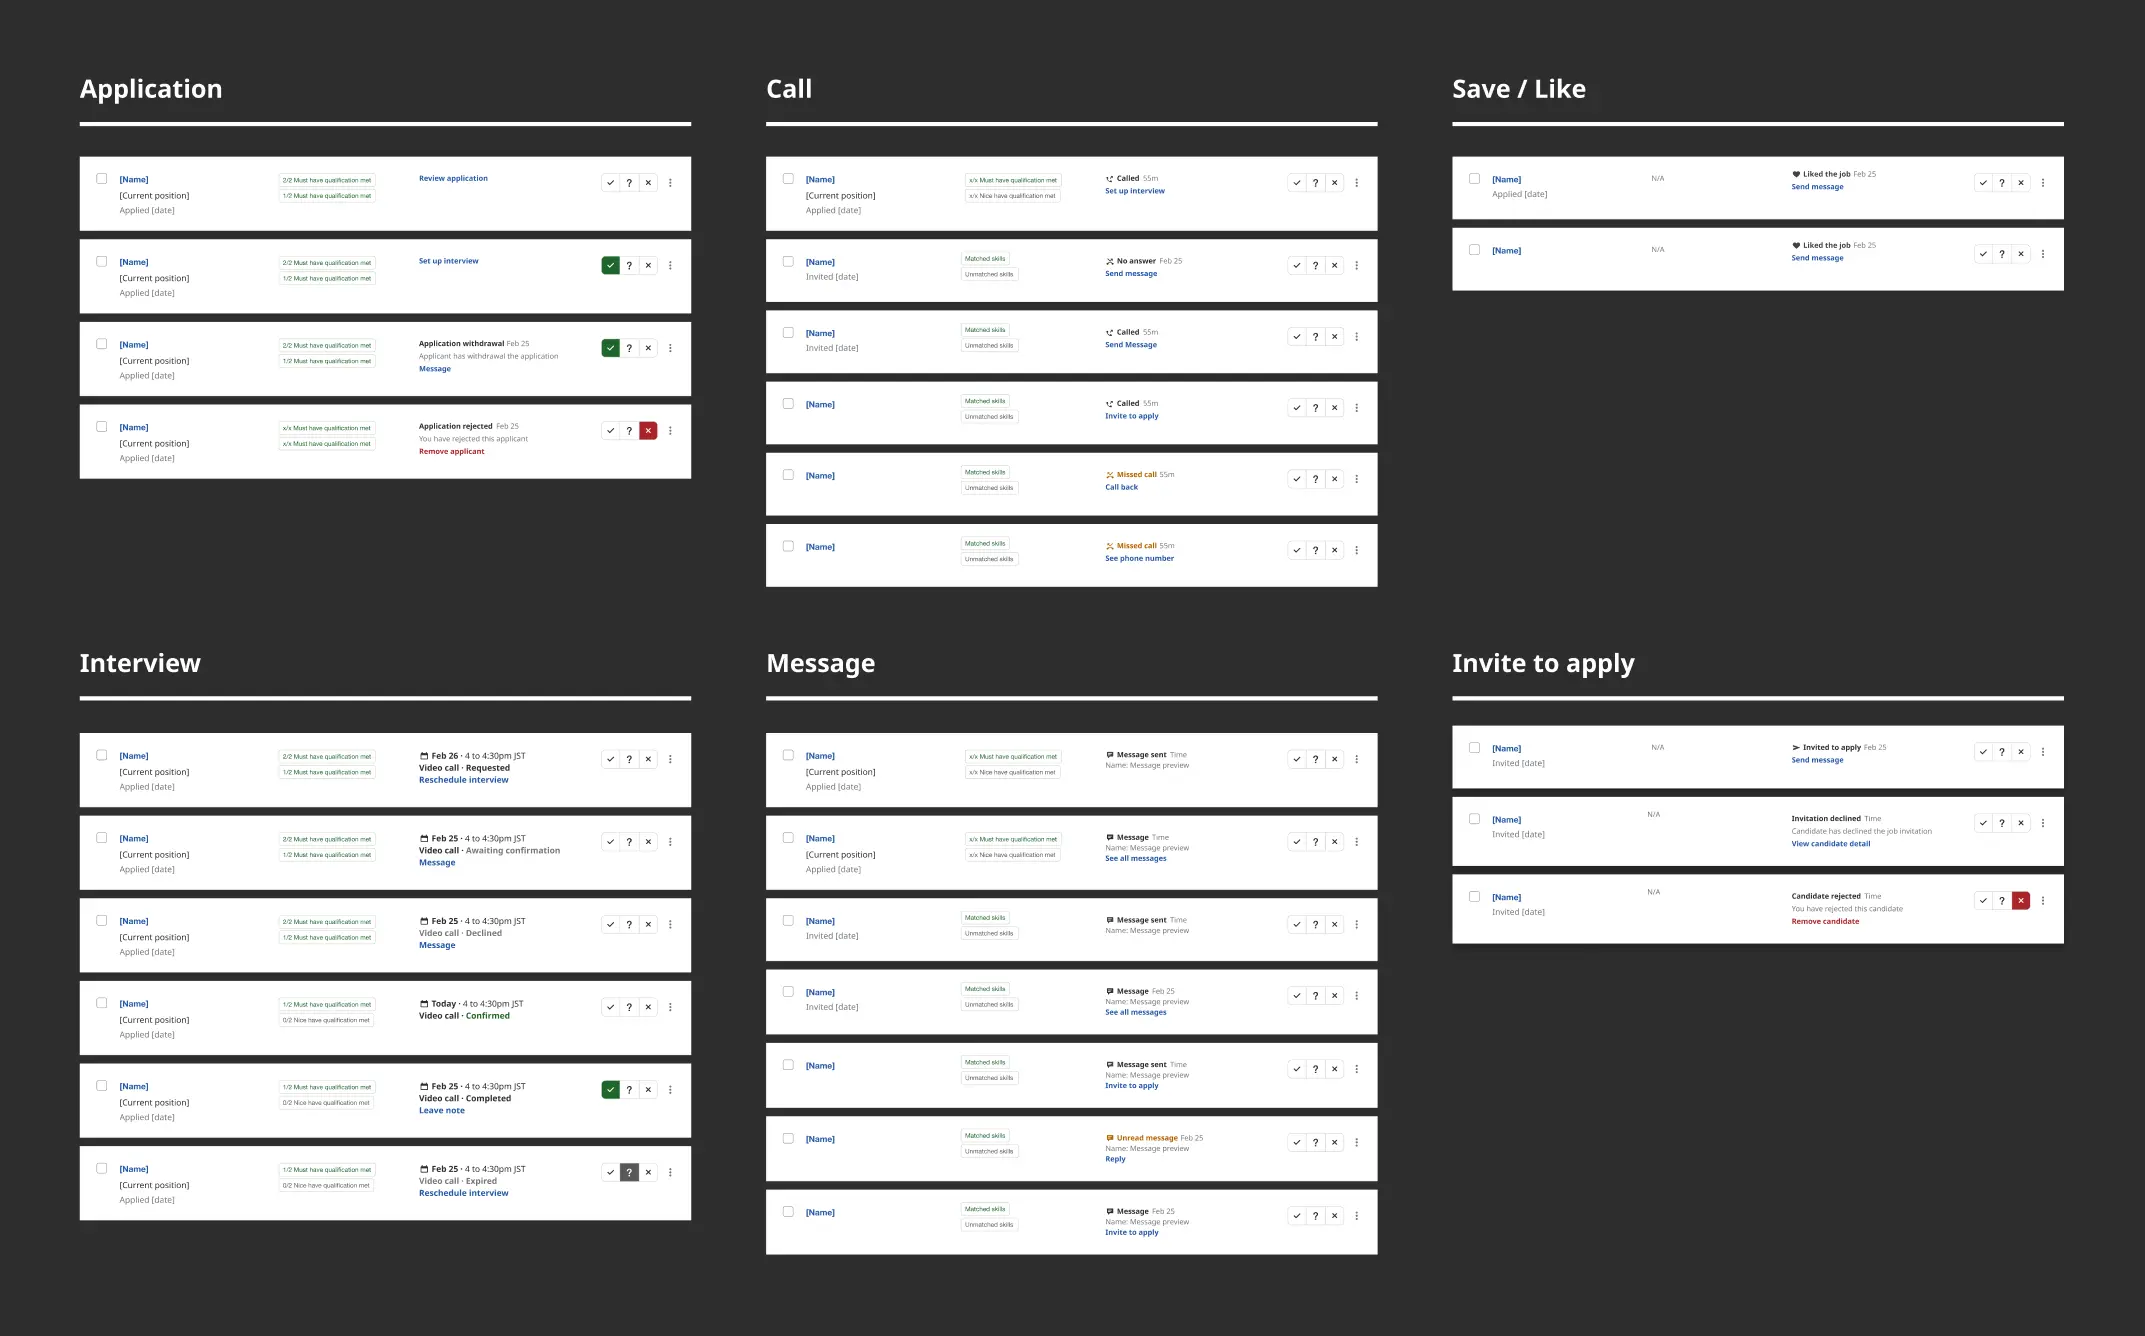 Application
[Name]
[Current position]
Applied [date]
2/2 Must have qualification met
1/2 Must have qualification met
Review application
[Name]
[Current position]
Applied [date]
2/2 Must have qualification met
1/2 Must have qualification met
Set up interview
[Name]
[Current position]
Applied [date]
2/2 Must have qualification met
1/2 Must have qualification met
Application withdrawal Feb 25
Applicant has withdrawal the application
Message
[Name]
[Current position]
Applied [date]
x/x Must have qualification met
x/x Must have qualification met
Application rejected Feb 25
You have rejected this applicant
Remove applicant
Call
[Name]
[Current position]
Applied [date]
x/x Must have qualification met
x/x Nice have qualification met
Called 55m
Set up interview
[Name]
Invited [date]
Matched skills
Unmatched skills
No answer Feb 25
Send message
[Name]
Invited [date]
Matched skills
Unmatched skills
Called 55m
Send Message
[Name]
Matched skills
Unmatched skills
Called 55m
Invite to apply
[Name]
Matched skills
Unmatched skills
Missed call 55m
Call back
[Name]
Matched skills
Unmatched skills
Missed call 55m
See phone number
Save / Like
[Name]
Applied [date]
N/A
Liked the job Feb 25
Send message
[Name]
N/A
Liked the job Feb 25
Send message
Interview
[Name]
[Current position]
Applied [date]
2/2 Must have qualification met
1/2 Must have qualification met
Feb 26 · 4 to 4:30pm JST
Video call · Requested
Reschedule interview
[Name]
[Current position]
Applied [date]
2/2 Must have qualification met
1/2 Must have qualification met
Feb 25 · 4 to 4:30pm JST
Video call · Awaiting confirmation
Message
[Name]
[Current position]
Applied [date]
2/2 Must have qualification met
1/2 Must have qualification met
Feb 25 · 4 to 4:30pm JST
Video call · Declined
Message
[Name]
[Current position]
Applied [date]
1/2 Must have qualification met
0/2 Nice have qualification met
Today · 4 to 4:30pm JST
Video call · Confirmed
[Name]
[Current position]
Applied [date]
1/2 Must have qualification met
0/2 Nice have qualification met
Feb 25 · 4 to 4:30pm JST
Video call · Completed
Leave note
[Name]
[Current position]
Applied [date]
1/2 Must have qualification met
0/2 Nice have qualification met
Feb 25 · 4 to 4:30pm JST
Video call · Expired
Reschedule interview
Message
[Name]
[Current position]
Applied [date]
x/x Must have qualification met
x/x Nice have qualification met
Message sent Time
Name: Message preview
[Name]
[Current position]
Applied [date]
x/x Must have qualification met
x/x Nice have qualification met
Message Time
Name: Message preview
See all messages
[Name]
Invited [date]
Matched skills
Unmatched skills
Message sent Time
Name: Message preview
[Name]
Invited [date]
Matched skills
Unmatched skills
Message Feb 25
Name: Message preview
See all messages
[Name]
Matched skills
Unmatched skills
Message sent Time
Name: Message preview
Invite to apply
[Name]
Matched skills
Unmatched skills
Unread message Feb 25
Name: Message preview
Reply
[Name]
Matched skills
Unmatched skills
Message Feb 25
Name: Message preview
Invite to apply
Invite to apply
[Name]
Invited [date]
N/A
Invited to apply Feb 25
Send message
[Name]
Invited [date]
N/A
Invitation declined Time
Candidate has declined the job invitation
View candidate detail
[Name]
Invited [date]
N/A
Candidate rejected Time
You have rejected this candidate
Remove candidate